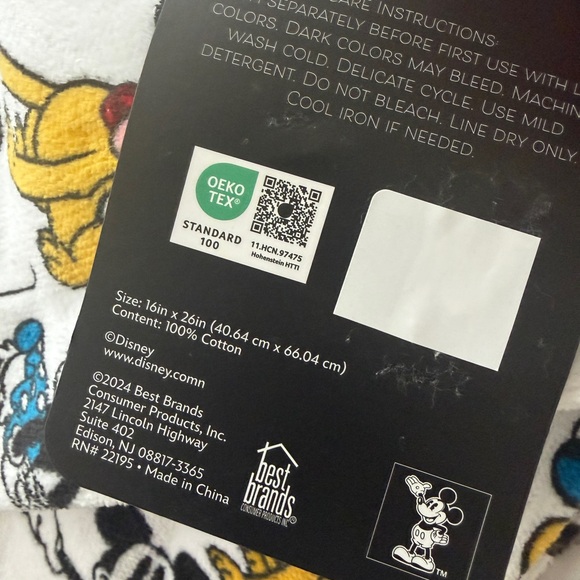 CARE INSTRUCTIONS:
SEPARATELY BEFORE FIRST USE WITH
COLORS. DARK COLORS MAY BLEED. MACHIN
WASH COLD. DELICATE CYCLE. USE MILD
DETERGENT. DO NOT BLEACH. LINE DRY ONLY.
COOL IRON IF NEEDED.
OEKO
TEX®
STANDARD
100
11.HCN.97475
Hohenstein HTTI
Size: 16in x 26in (40.64 cm x 66.04 cm)
Content: 100% Cotton
©Disney
www.disney.comn
©2024 Best Brands
Consumer Products, Inc.
2147 Lincoln Highway
Suite 402
Edison, NJ 08817-3365
RN# 22195 • Made in China
best
brands
CONSUMER PRODUCTS INC
®
TM